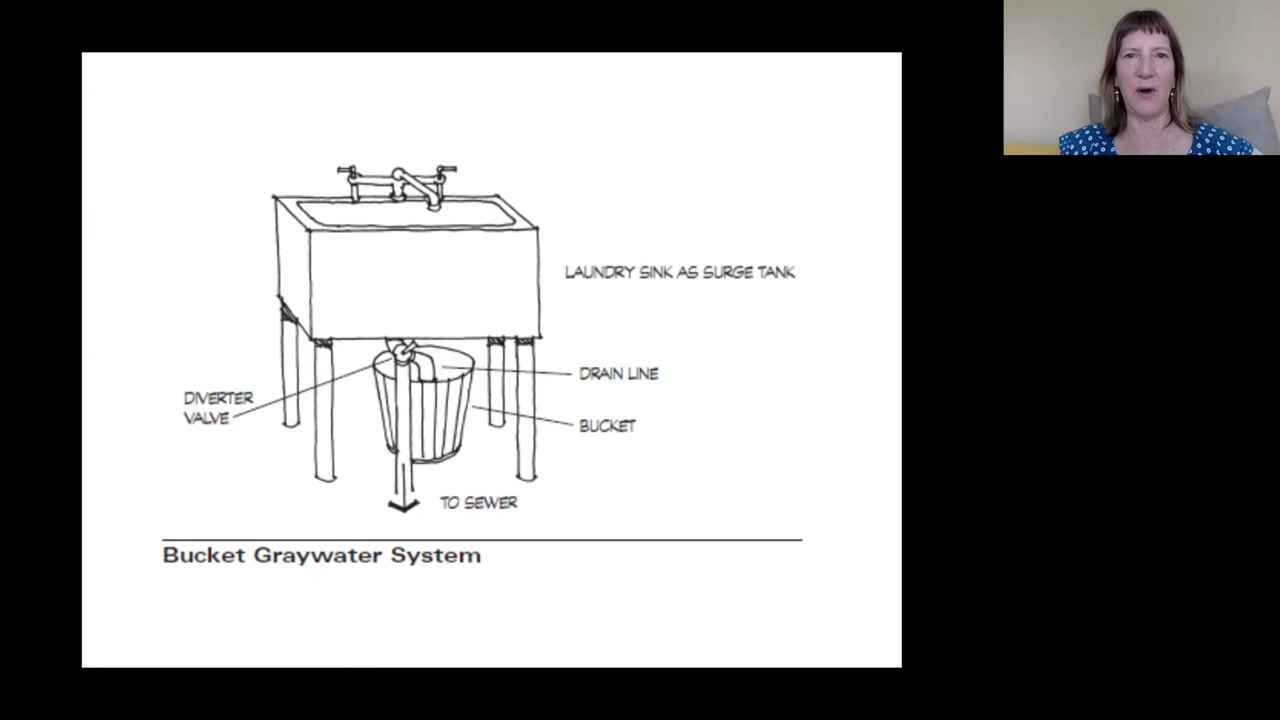 LAUNDRY SINK AS SURGE TANK
DRAIN LINE
DIVERTER
VALVE
BUCKET
TO SEWER
Bucket Graywater System